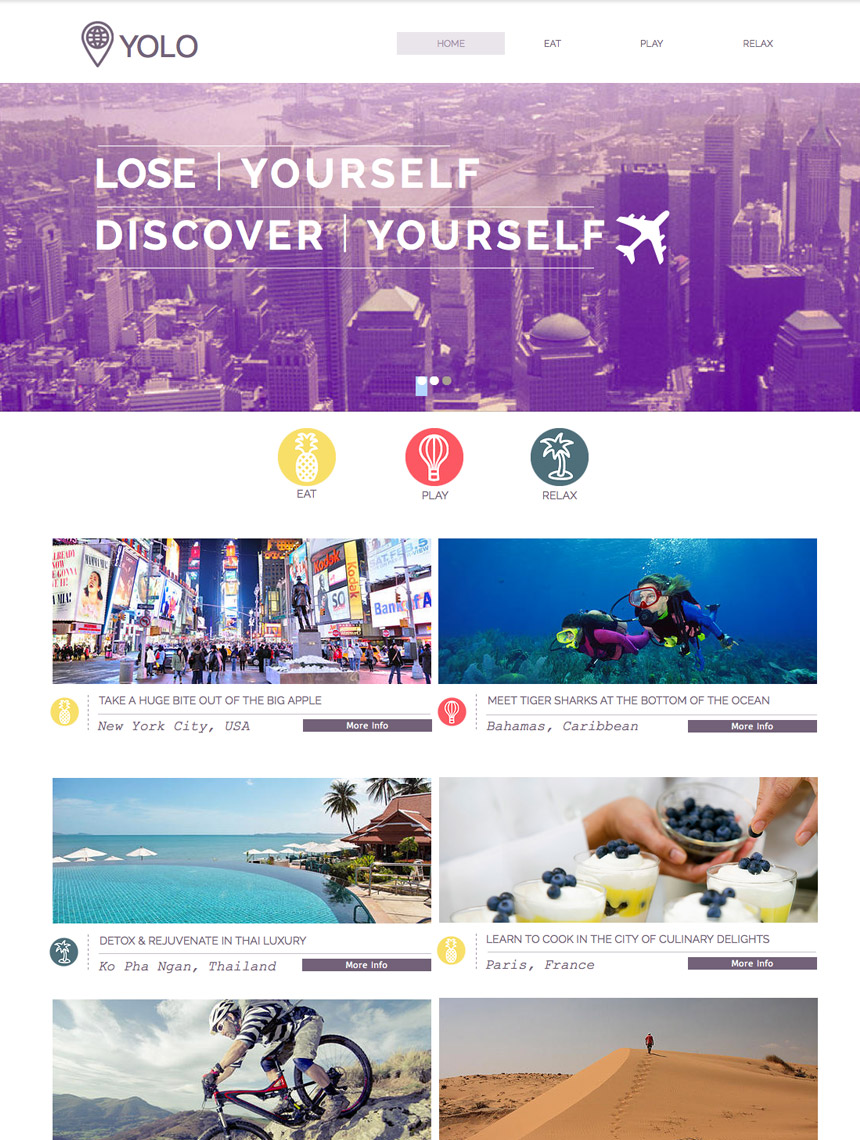 YOLO
HOME EAT PLAY RELAX
LOSE | YOURSELF
DISCOVER | YOURSELF
EAT PLAY RELAX
Kodak
Kodak
TAKE A HUGE BITE OUT OF THE BIG APPLE
New York City, USA More Info
MEET TIGER SHARKS AT THE BOTTOM OF THE OCEAN
Bahamas, Caribbean More Info
DETOX & REJUVENATE IN THAI LUXURY
Ko Pha Ngan, Thailand More Info
LEARN TO COOK IN THE CITY OF CULINARY DELIGHTS
Paris, France More Info